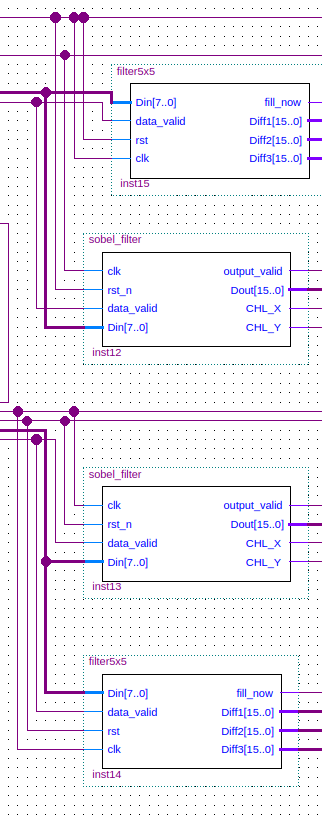 filter5x5
Din[7..0] fill_now
data_valid Diff1[15..0]
rst Diff2[15..0]
clk Diff3[15..0]
inst15
sobel_filter
clk output_valid
rst_n Dout[15..0]
data_valid CHL_X
Din[7..0] CHL_Y
inst12
sobel_filter
clk output_valid
rst_n Dout[15..0]
data_valid CHL_X
Din[7..0] CHL_Y
inst13
filter5x5
Din[7..0] fill_now
data_valid Diff1[15..0]
rst Diff2[15..0]
clk Diff3[15..0]
inst14